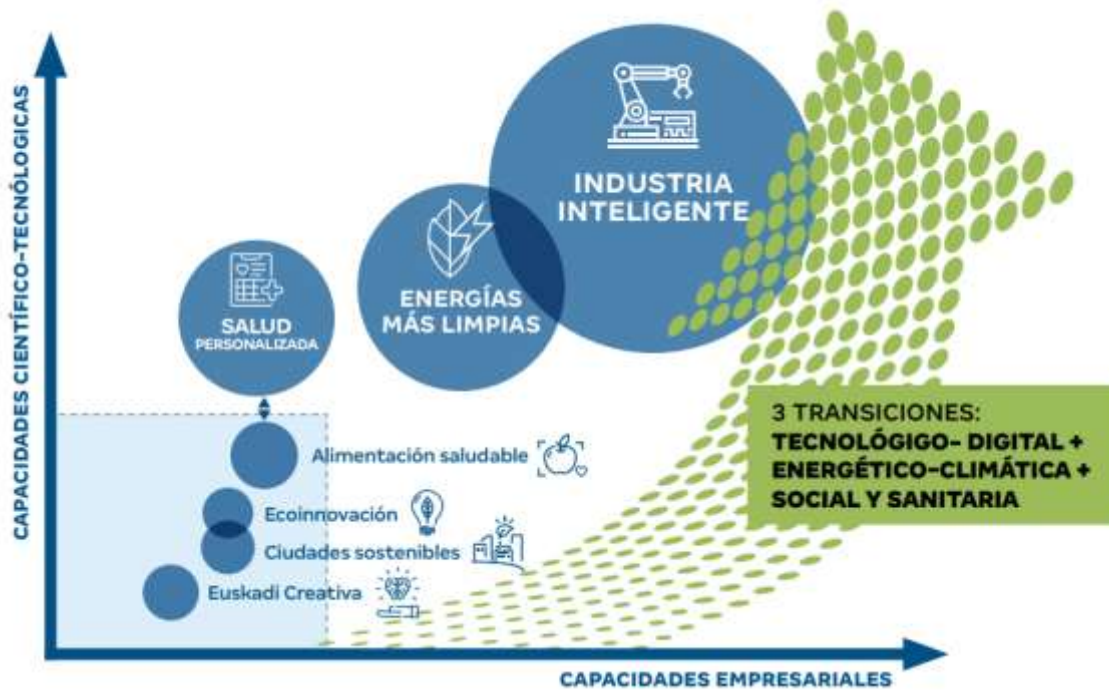 CAPACIDADES CIENTÍFICO-TECNÓLOGICAS
INDUSTRIA
INTELIGENTE
ENERGÍAS
MÁS LIMPIAS
SALUD
PERSONALIZADA
Alimentación saludable
Ecoinnovación
Ciudades sostenibles
Euskadi Creativa
3 TRANSICIONES:
TECNOLÓGIGO- DIGITAL +
ENERGÉTICO-CLIMÁTICA +
SOCIAL Y SANITARIA
CAPACIDADES EMPRESARIALES